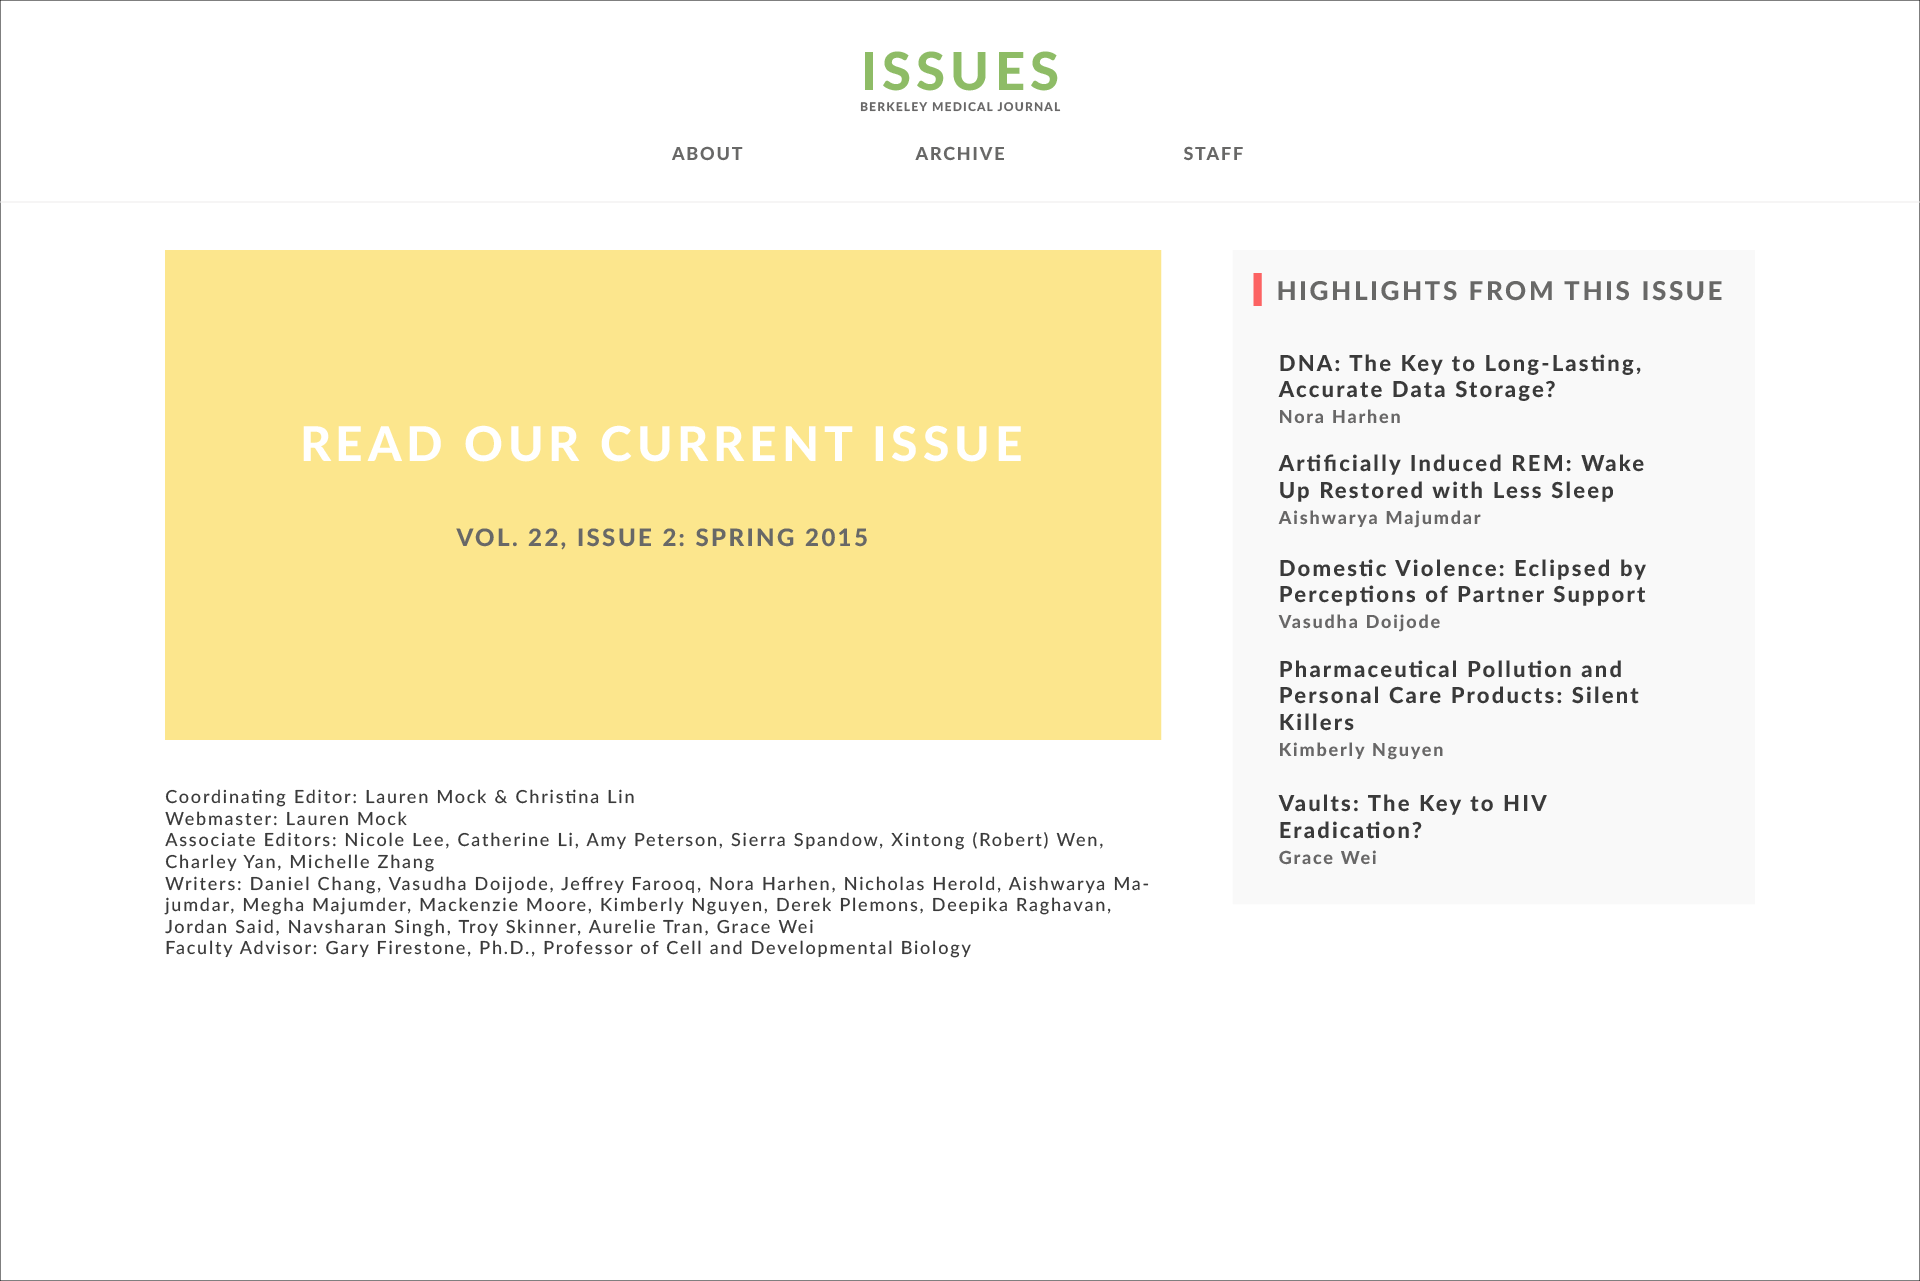 ISSUES
BERKELEY MEDICAL JOURNAL
ABOUT ARCHIVE STAFF
READ OUR CURRENT ISSUE
VOL. 22, ISSUE 2: SPRING 2015
Coordinating Editor: Lauren Mock & Christina Lin
Webmaster: Lauren Mock
Associate Editors: Nicole Lee, Catherine Li, Amy Peterson, Sierra Spandow, Xintong (Robert) Wen,
Charley Yan, Michelle Zhang
Writers: Daniel Chang, Vasudha Doijode, Jeffrey Farooq, Nora Harhen, Nicholas Herold, Aishwarya Ma-
jumdar, Megha Majumder, Mackenzie Moore, Kimberly Nguyen, Derek Plemons, Deepika Raghavan,
Jordan Said, Navsharan Singh, Troy Skinner, Aurelie Tran, Grace Wei
Faculty Advisor: Gary Firestone, Ph.D., Professor of Cell and Developmental Biology
HIGHLIGHTS FROM THIS ISSUE
DNA: The Key to Long-Lasting,
Accurate Data Storage?
Nora Harhen
Artificially Induced REM: Wake
Up Restored with Less Sleep
Aishwarya Majumdar
Domestic Violence: Eclipsed by
Perceptions of Partner Support
Vasudha Doijode
Pharmaceutical Pollution and
Personal Care Products: Silent
Killers
Kimberly Nguyen
Vaults: The Key to HIV
Eradication?
Grace Wei